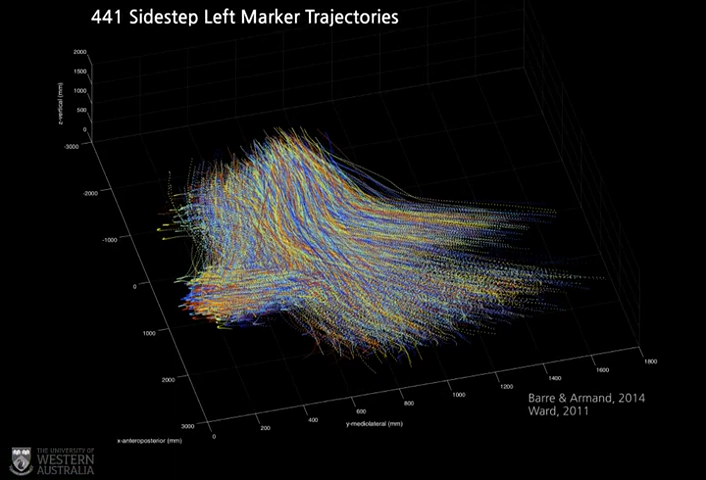 441 Sidestep Left Marker Trajectories
2000
1500
1000
500
0
z-vertical (mm)
-3000
-2000
-1000
0
1000
2000
3000
x-anteroposterior (mm)
0
200
400
600
800
1000
1200
1400
1600
1800
y-mediolateral (mm)
Barre & Armand, 2014
Ward, 2011
THE UNIVERSITY OF
WESTERN
AUSTRALIA